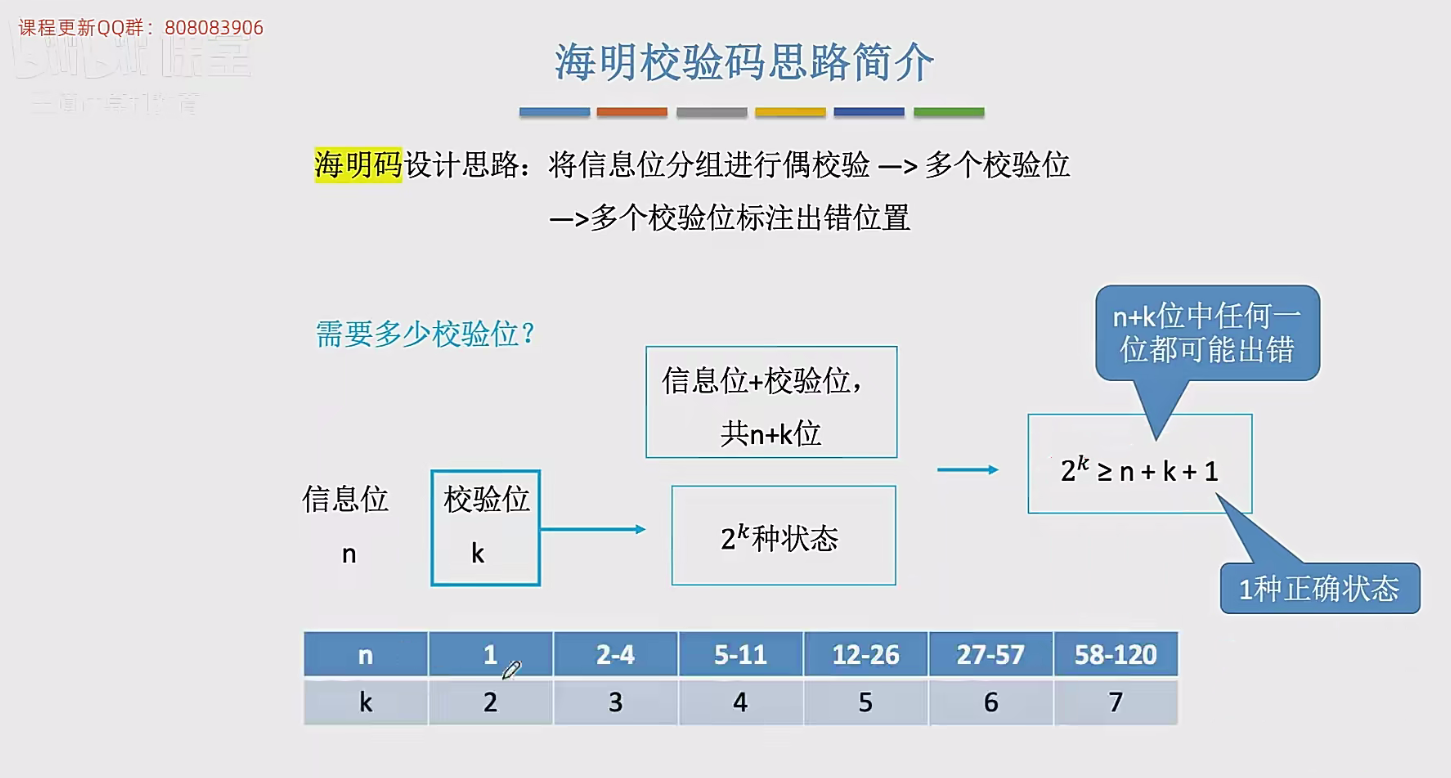 课程更新QQ群：808083906
海明校验码思路简介
海明码设计思路：将信息位分组进行偶校验 —> 多个校验位
—>多个校验位标注出错位置
需要多少校验位?
n+k位中任何一
位都可能出错
信息位+校验位，
共n+k位
2^k ≥ n + k + 1
信息位
n
校验位
k
2^k种状态
1种正确状态
n 1 2-4 5-11 12-26 27-57 58-120
k 2 3 4 5 6 7